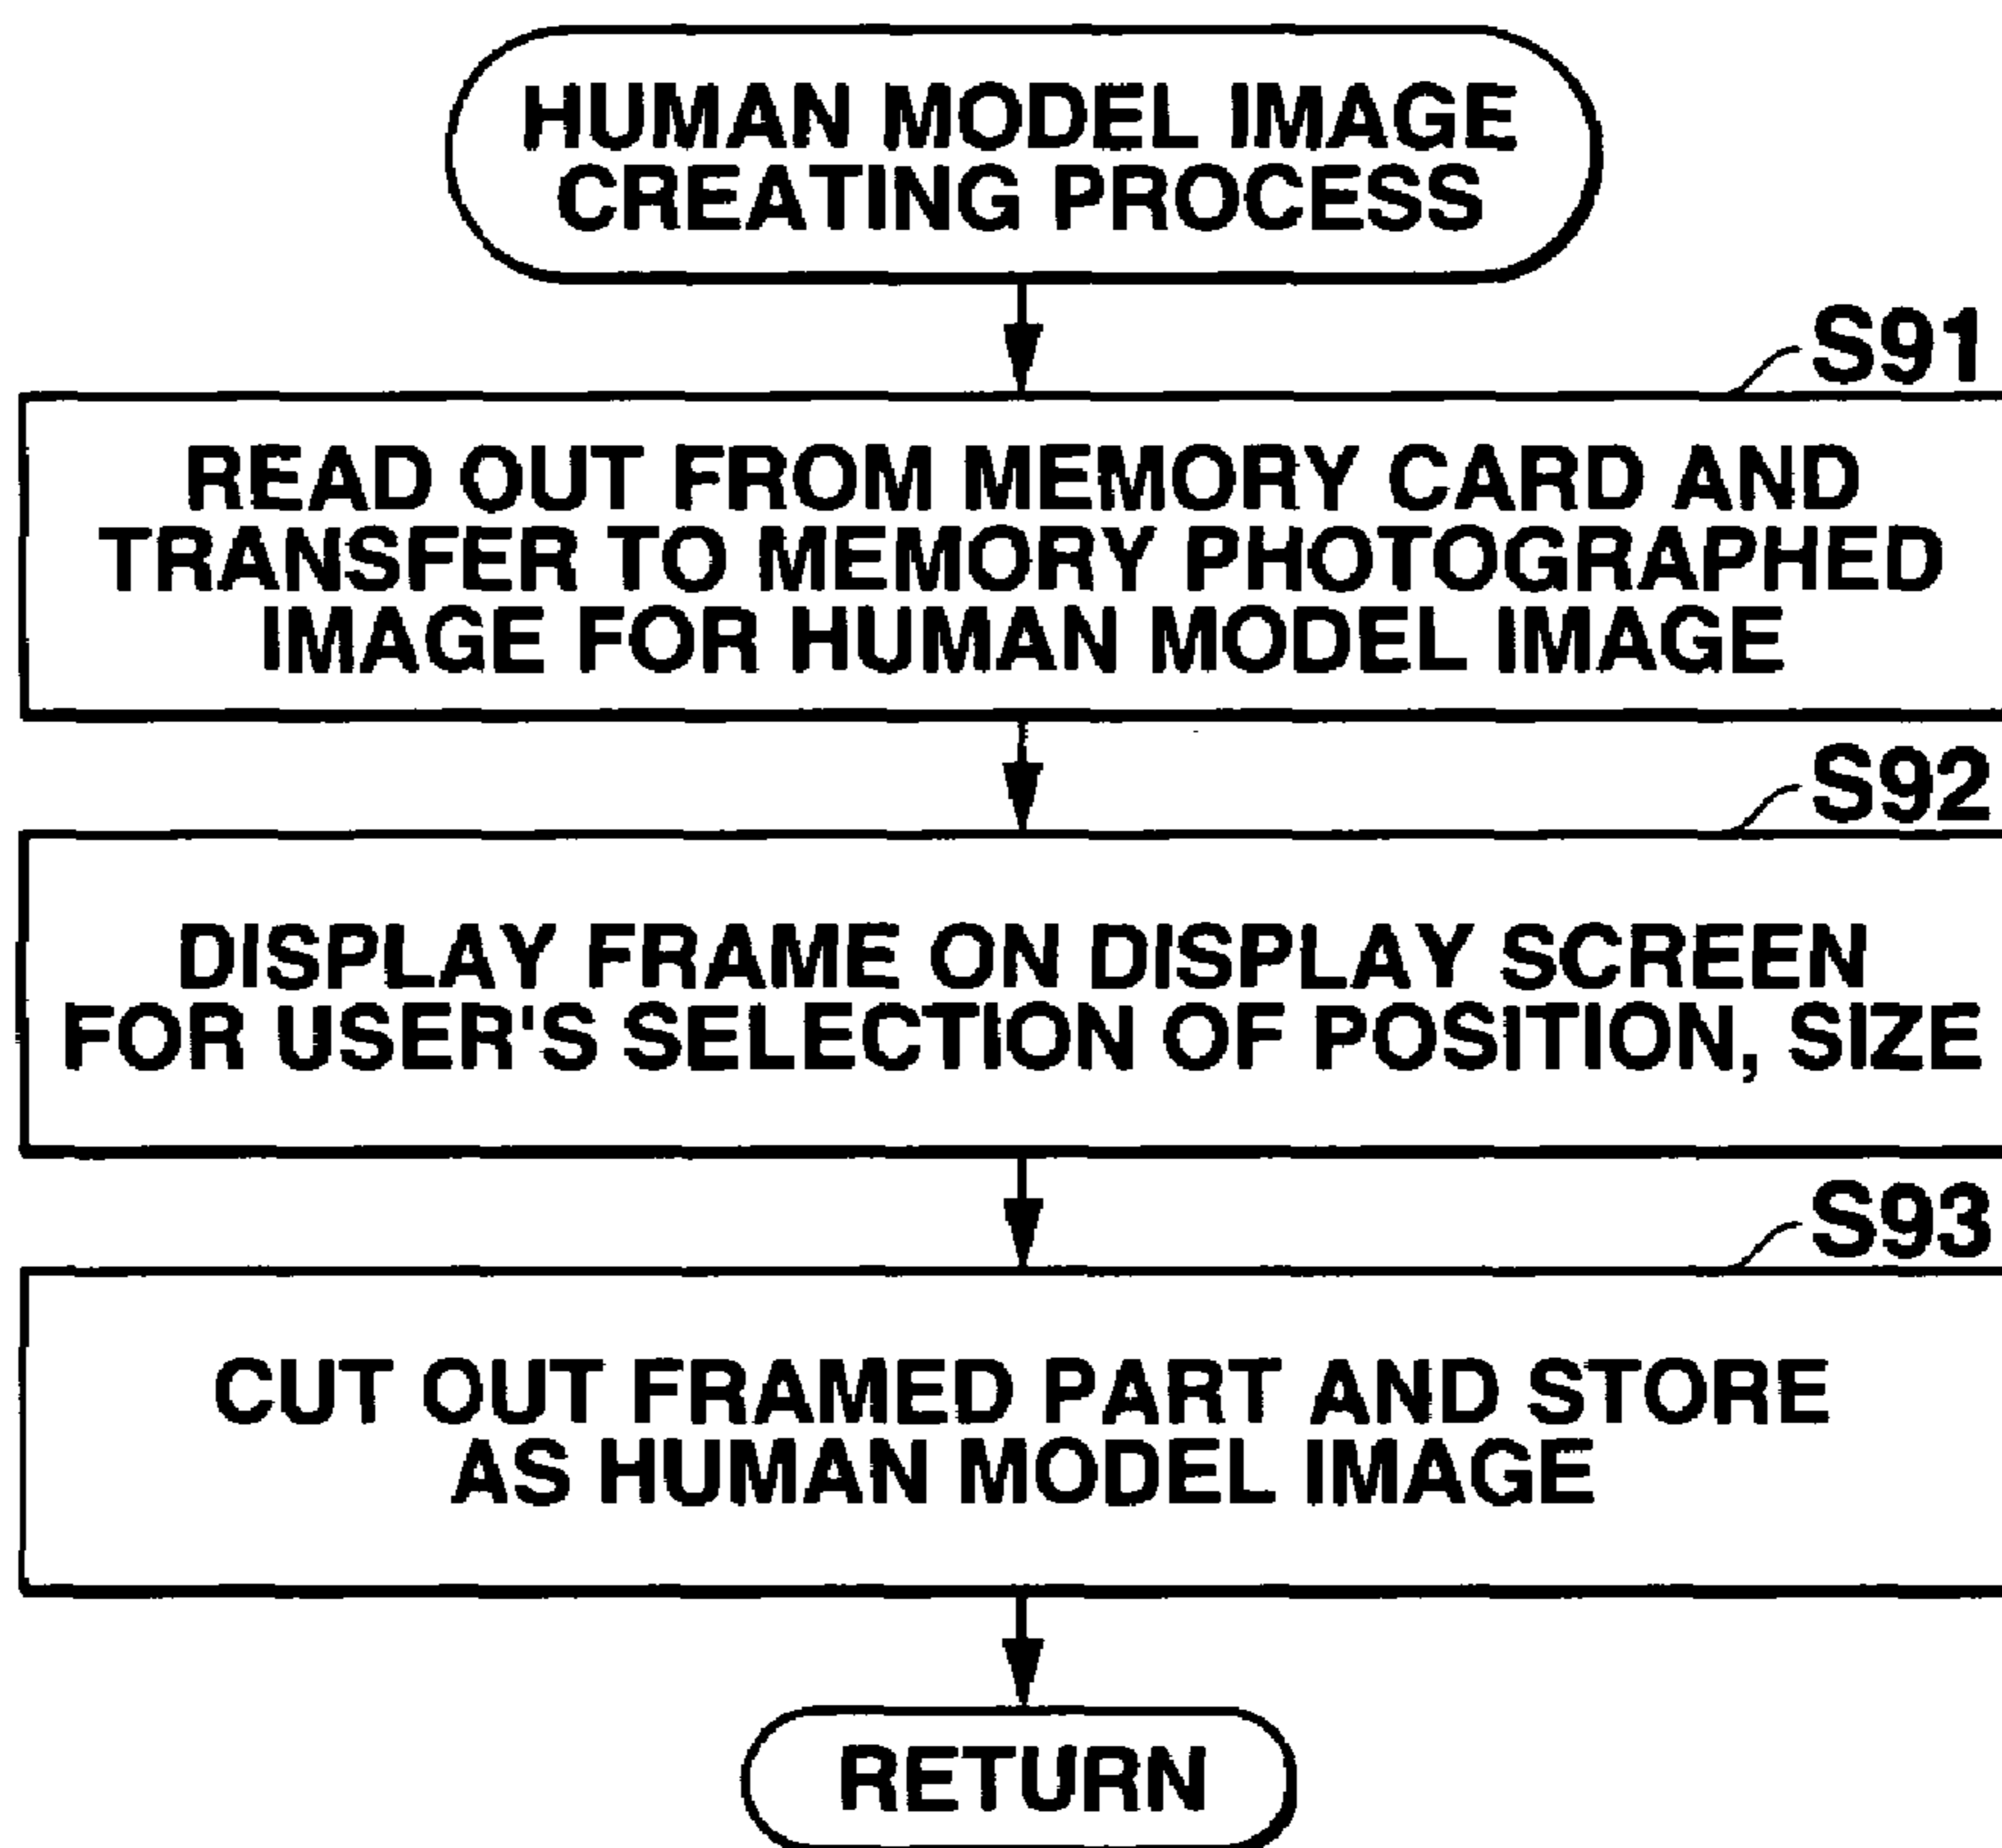 HUMAN MODEL IMAGE
CREATING PROCESS
S91
READ OUT FROM MEMORY CARD AND
TRANSFER TO MEMORY PHOTOGRAPHED
IMAGE FOR HUMAN MODEL IMAGE
S92
DISPLAY FRAME ON DISPLAY SCREEN
FOR USER'S SELECTION OF POSITION, SIZE
S93
CUT OUT FRAMED PART AND STORE
AS HUMAN MODEL IMAGE
RETURN